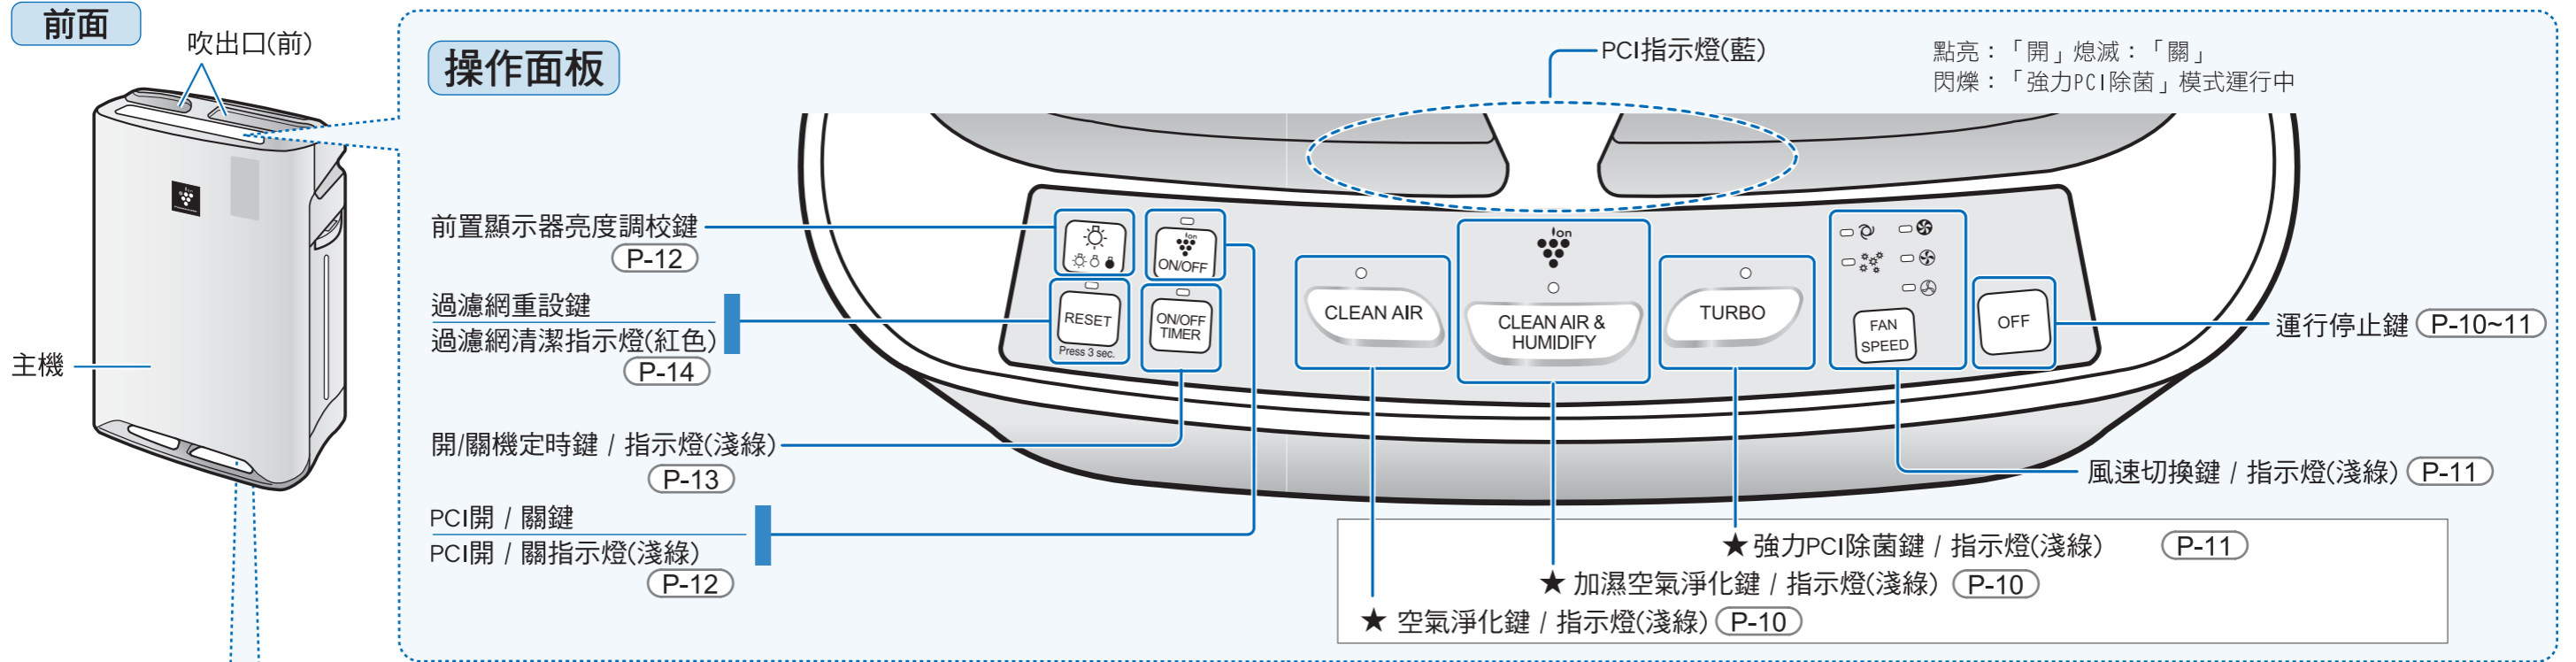 前面
吹出口(前)
主機
操作面板
PCI指示燈(藍)
點亮：「開」熄滅：「關」
閃爍：「強力PCI除菌」模式運行中
前置顯示器亮度調校鍵
P-12
過濾網重設鍵
過濾網清潔指示燈(紅色)
P-14
開/關機定時鍵 / 指示燈(淺綠)
P-13
PCI開 / 關鍵
PCI開 / 關指示燈(淺綠)
P-12
ion
ON/OFF
RESET
Press 3 sec.
ON/OFF
TIMER
CLEAN AIR
ion
CLEAN AIR &
HUMIDIFY
TURBO
FAN
SPEED
OFF
運行停止鍵 P-10~11
風速切換鍵 / 指示燈(淺綠) P-11
★強力PCI除菌鍵 / 指示燈(淺綠) P-11
★ 加濕空氣淨化鍵 / 指示燈(淺綠) P-10
★ 空氣淨化鍵 / 指示燈(淺綠) P-10